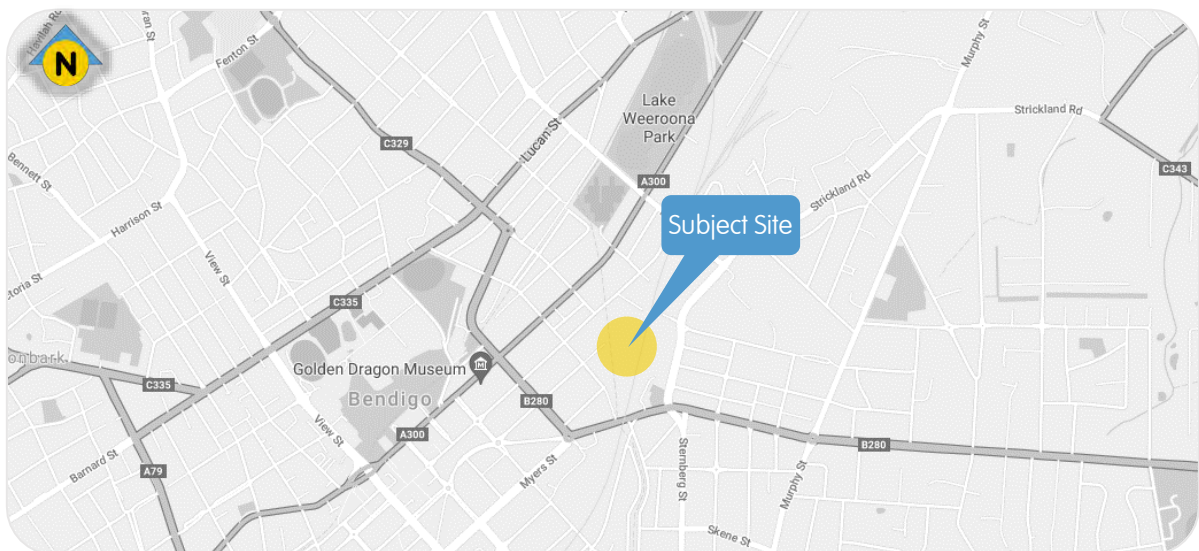 Havilah Rd
N
Fenton St
C329
Lucan St
Lake
Weeroona
Park
A300
Murphy St
Strickland Rd
C343
Strickland Rd
Subject Site
Bennett St
Harrison St
View St
C335
Golden Dragon Museum
Bendigo
C335
View St
A300
B280
Barnard St
A79
Myers St
Sternberg St
Murphy St
B280
Skene St